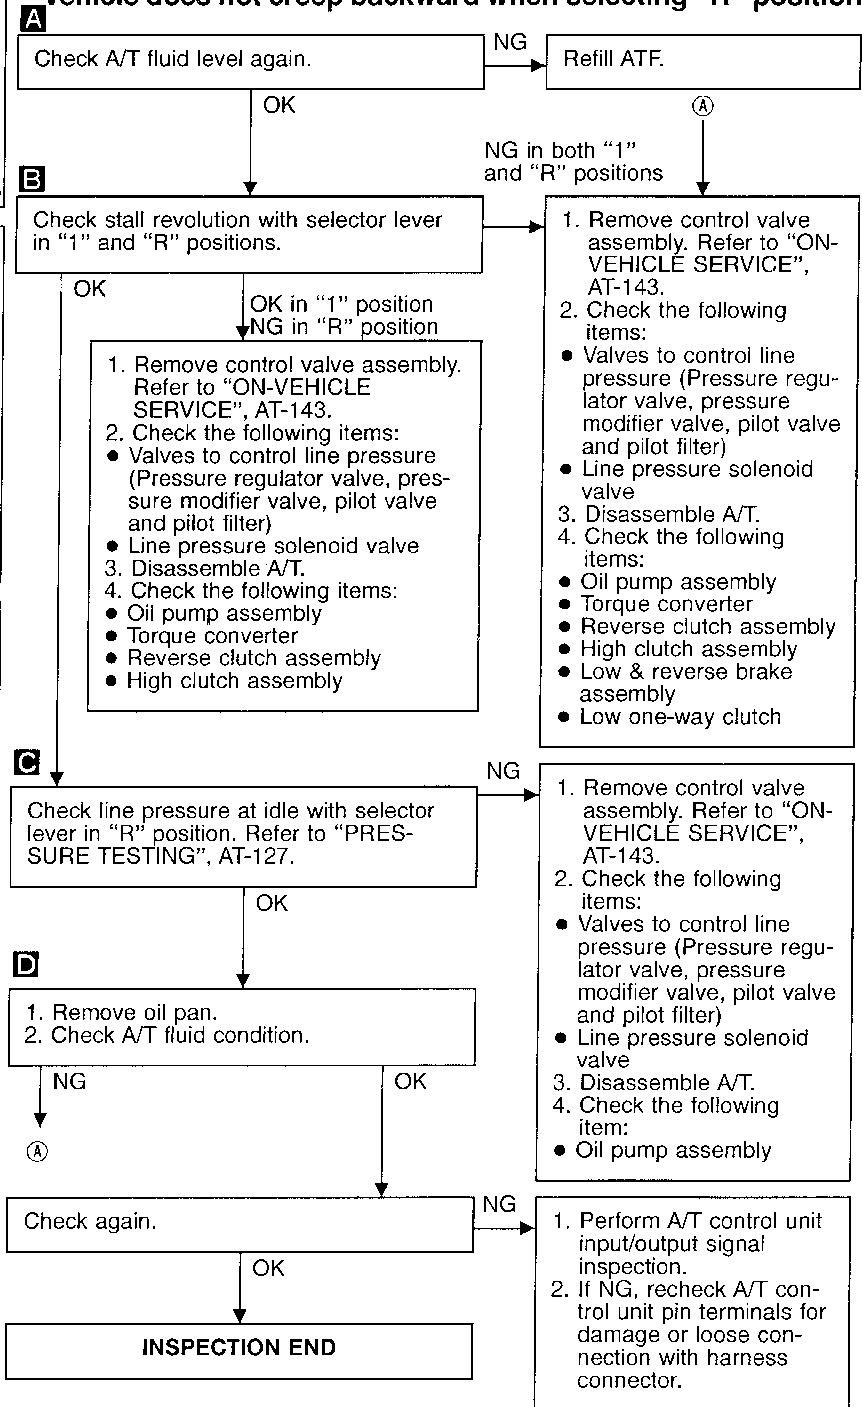 Vehicle does not creep backward when selecting "R" position
A
Check A/T fluid level again.
NG
Refill ATF.
OK
Ⓐ
NG in both "1"
and "R" positions
B
Check stall revolution with selector lever
in "1" and "R" positions.
OK
OK in "1" position
NG in "R" position
1. Remove control valve assembly.
Refer to "ON-VEHICLE
SERVICE", AT-143.
2. Check the following items:
● Valves to control line pressure
(Pressure regulator valve, pres-
sure modifier valve, pilot valve
and pilot filter)
● Line pressure solenoid valve
3. Disassemble A/T.
4. Check the following items:
● Oil pump assembly
● Torque converter
● Reverse clutch assembly
● High clutch assembly
1. Remove control valve
assembly. Refer to "ON-
VEHICLE SERVICE",
AT-143.
2. Check the following
items:
● Valves to control line
pressure (Pressure regu-
lator valve, pressure
modifier valve, pilot valve
and pilot filter)
● Line pressure solenoid
valve
3. Disassemble A/T.
4. Check the following
items:
● Oil pump assembly
● Torque converter
● Reverse clutch assembly
● High clutch assembly
● Low & reverse brake
assembly
● Low one-way clutch
C
Check line pressure at idle with selector
lever in "R" position. Refer to "PRES-
SURE TESTING", AT-127.
NG
1. Remove control valve
assembly. Refer to "ON-
VEHICLE SERVICE",
AT-143.
2. Check the following
items:
● Valves to control line
pressure (Pressure regu-
lator valve, pressure
modifier valve, pilot valve
and pilot filter)
● Line pressure solenoid
valve
3. Disassemble A/T.
4. Check the following
item:
● Oil pump assembly
OK
D
1. Remove oil pan.
2. Check A/T fluid condition.
NG
OK
Ⓐ
Check again.
NG
1. Perform A/T control unit
input/output signal
inspection.
2. If NG, recheck A/T con-
trol unit pin terminals for
damage or loose con-
nection with harness
connector.
OK
INSPECTION END